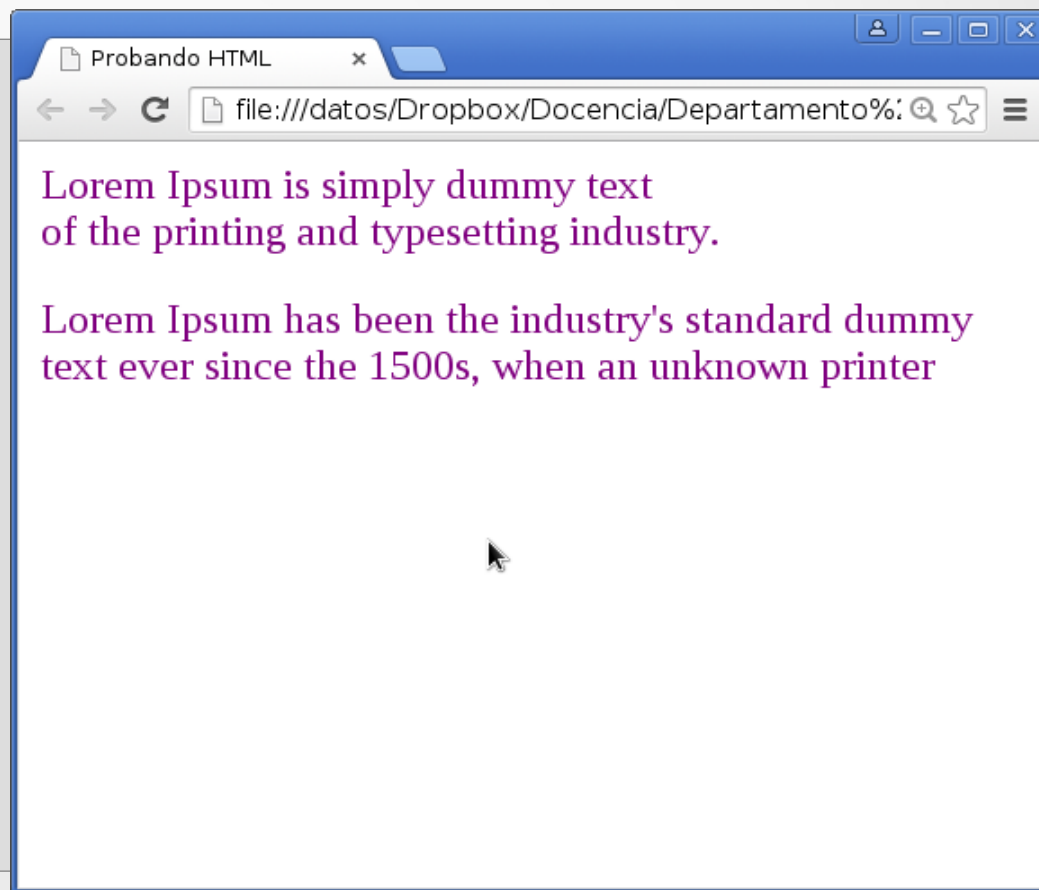 Probando HTML
file:///datos/Dropbox/Docencia/Departamento%2
Lorem Ipsum is simply dummy text
of the printing and typesetting industry.
Lorem Ipsum has been the industry's standard dummy
text ever since the 1500s, when an unknown printer